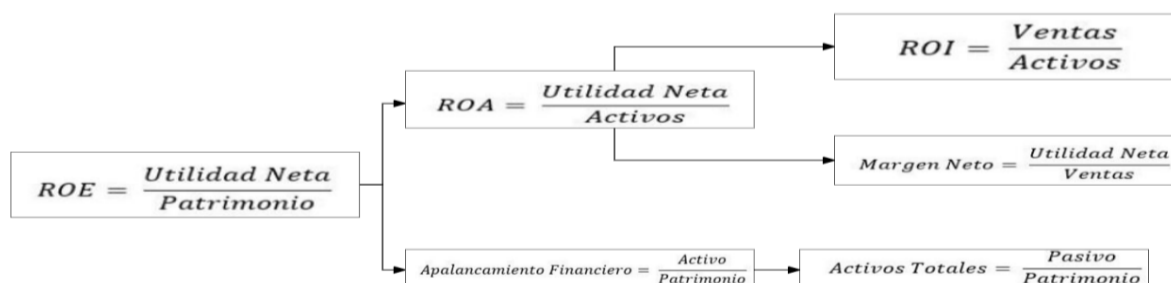 ROI = Ventas / Activos
ROA = Utilidad Neta / Activos
Margen Neto = Utilidad Neta / Ventas
ROE = Utilidad Neta / Patrimonio
Apalancamiento Financiero = Activo / Patrimonio
Activos Totales = Pasivo / Patrimonio